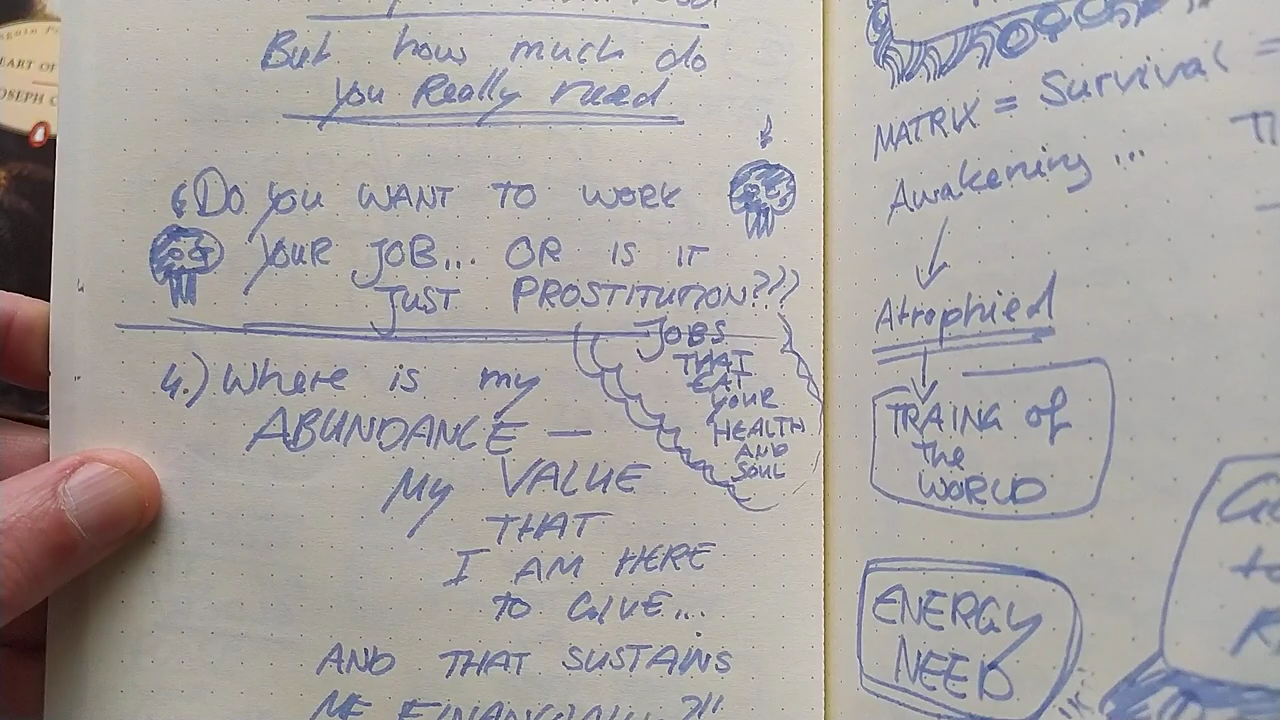 But how much do
you Really need
Do you WANT TO WORK
YOUR JOB... OR IS IT
JUST PROSTITUTION???
JOBS
THAT
EAT
YOUR
HEALTH
AND
SOUL
4.) Where is my
ABUNDANCE —
My VALUE
THAT
I AM HERE
TO GIVE...
AND THAT SUSTAINS
ME
MATRIX = Survival =
Awakening ...
Atrophied
TRAING of
the
WORLD
ENERGY
NEED